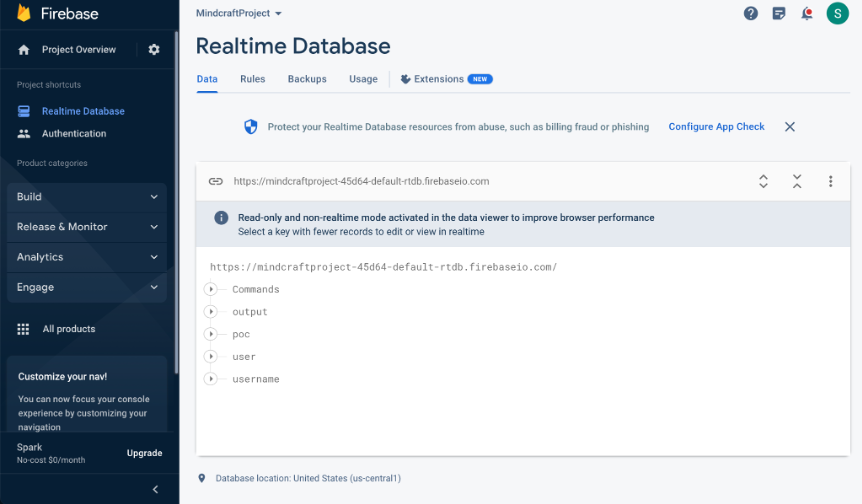 Firebase
Project Overview
Project shortcuts
Realtime Database
Authentication
Product categories
Build
Release & Monitor
Analytics
Engage
All products
Customize your nav!
You can now focus your console
experience by customizing your
navigation
Spark
No-cost $0/month
Upgrade
MindcraftProject
S
Realtime Database
Data Rules Backups Usage Extensions NEW
Protect your Realtime Database resources from abuse, such as billing fraud or phishing Configure App Check
https://mindcraftproject-45d64-default-rtdb.firebaseio.com
Read-only and non-realtime mode activated in the data viewer to improve browser performance
Select a key with fewer records to edit or view in realtime
https://mindcraftproject-45d64-default-rtdb.firebaseio.com/
Commands
output
poc
user
username
Database location: United States (us-central1)